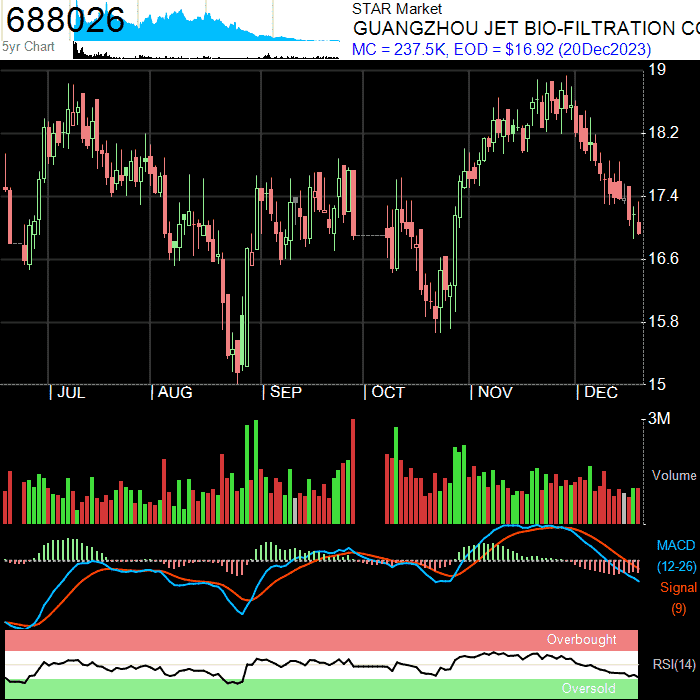 688026
5yr Chart
STAR Market
GUANGZHOU JET BIO-FILTRATION CO
MC = 237.5K, EOD = $16.92 (20Dec2023)
19
18.2
17.4
16.6
15.8
15
| JUL | AUG | SEP | OCT | NOV | DEC
3M
Volume
MACD
(12-26)
Signal
(9)
Overbought
RSI(14)
Oversold